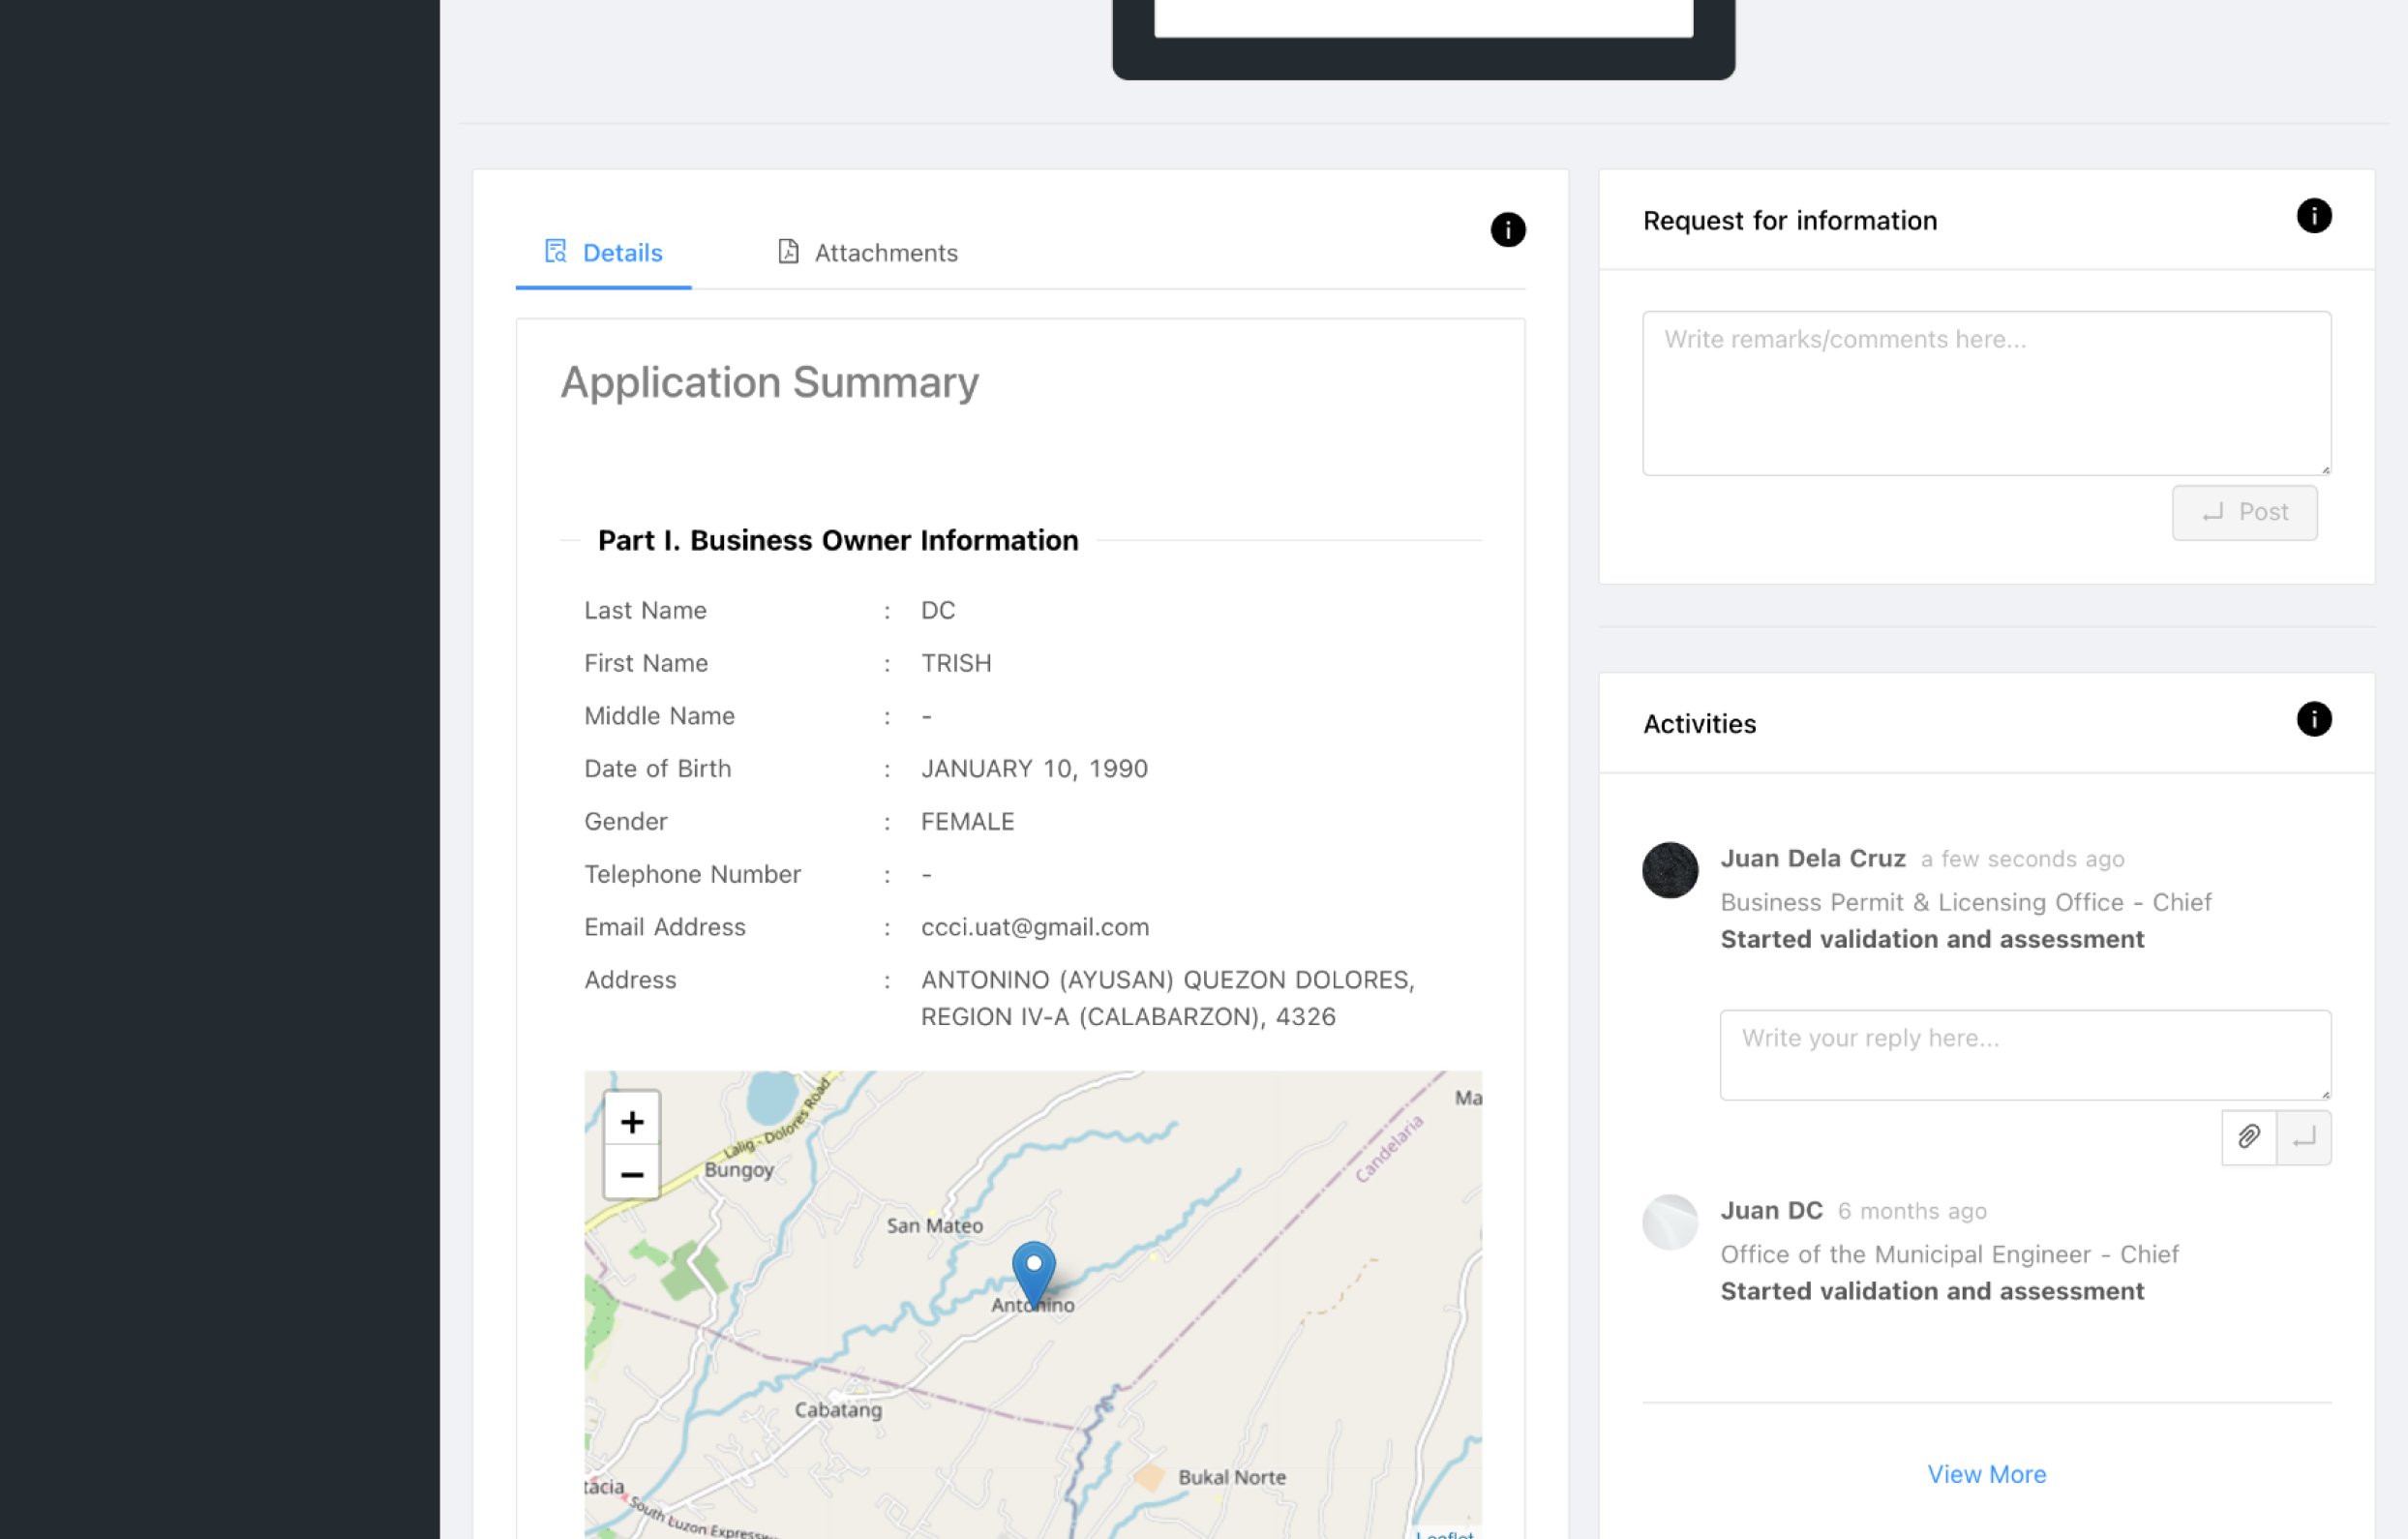 Details
Attachments
Application Summary
Part I. Business Owner Information
Last Name : DC
First Name : TRISH
Middle Name : -
Date of Birth : JANUARY 10, 1990
Gender : FEMALE
Telephone Number : -
Email Address : ccci.uat@gmail.com
Address : ANTONINO (AYUSAN) QUEZON DOLORES,
REGION IV-A (CALABARZON), 4326
+
−
Lalig - Dolores Road
Bungoy
San Mateo
Antonino
Candelaria
Ma
Cabatang
Bukal Norte
tacia
South Luzon Expressw
Leaflet
Request for information
Write remarks/comments here...
Post
Activities
Juan Dela Cruz a few seconds ago
Business Permit & Licensing Office - Chief
Started validation and assessment
Write your reply here...
Juan DC 6 months ago
Office of the Municipal Engineer - Chief
Started validation and assessment
View More